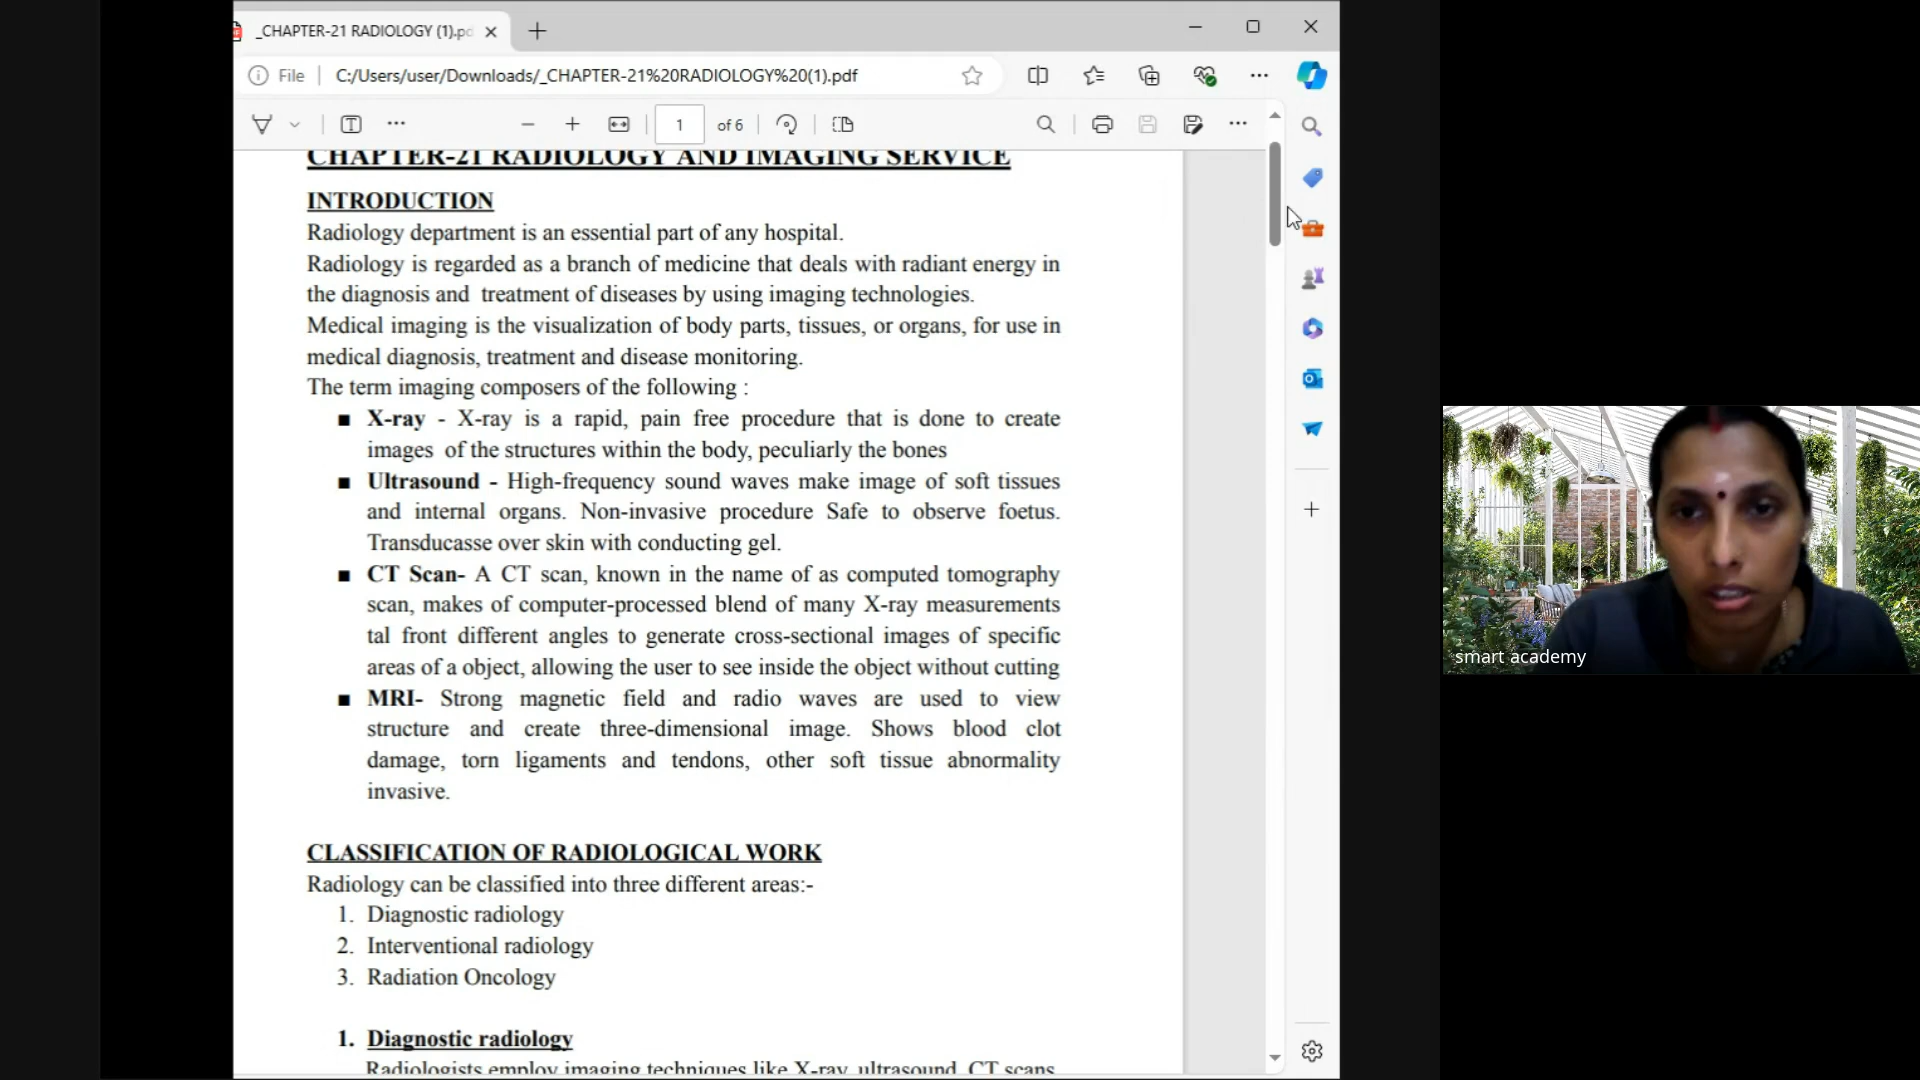 _CHAPTER-21 RADIOLOGY (1).pd
File
C:/Users/user/Downloads/_CHAPTER-21%20RADIOLOGY%20(1).pdf
1 of 6
CHAPTER-21 RADIOLOGY AND IMAGING SERVICE
INTRODUCTION
Radiology department is an essential part of any hospital.
Radiology is regarded as a branch of medicine that deals with radiant energy in
the diagnosis and treatment of diseases by using imaging technologies.
Medical imaging is the visualization of body parts, tissues, or organs, for use in
medical diagnosis, treatment and disease monitoring.
The term imaging composers of the following :
■ X-ray - X-ray is a rapid, pain free procedure that is done to create
images of the structures within the body, peculiarly the bones
■ Ultrasound - High-frequency sound waves make image of soft tissues
and internal organs. Non-invasive procedure Safe to observe foetus.
Transducasse over skin with conducting gel.
■ CT Scan- A CT scan, known in the name of as computed tomography
scan, makes of computer-processed blend of many X-ray measurements
tal front different angles to generate cross-sectional images of specific
areas of a object, allowing the user to see inside the object without cutting
■ MRI- Strong magnetic field and radio waves are used to view
structure and create three-dimensional image. Shows blood clot
damage, torn ligaments and tendons, other soft tissue abnormality
invasive.
CLASSIFICATION OF RADIOLOGICAL WORK
Radiology can be classified into three different areas:-
1. Diagnostic radiology
2. Interventional radiology
3. Radiation Oncology
1. Diagnostic radiology
Radiologists employ imaging techniques like X-ray, ultrasound, CT scans,
smart academy